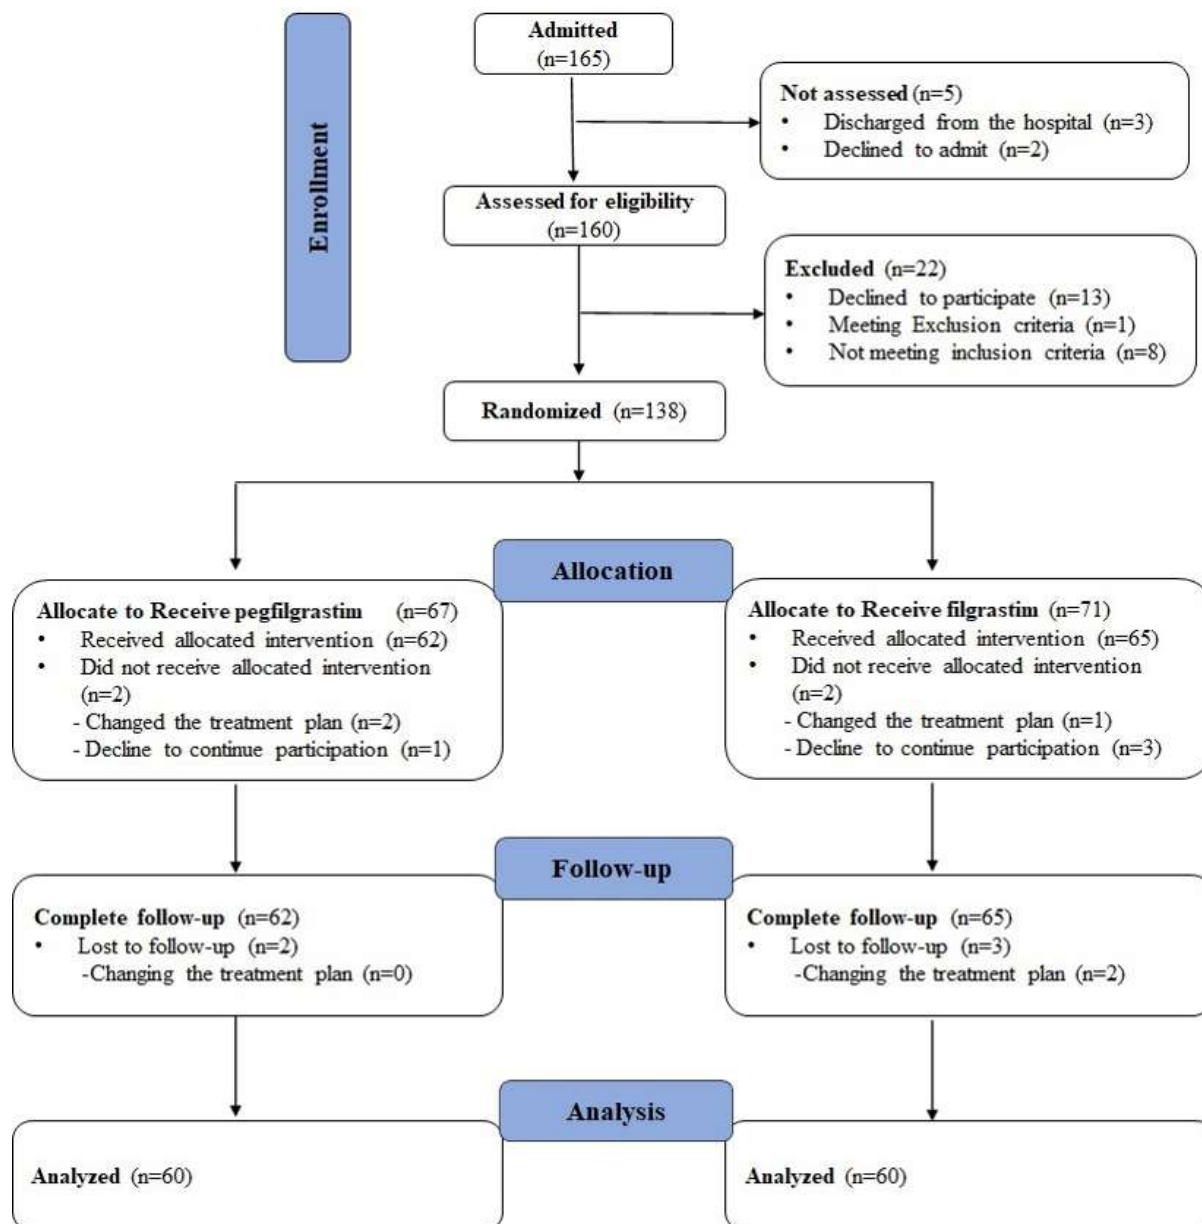 Enrollment
Admitted
(n=165)
Not assessed (n=5)
• Discharged from the hospital (n=3)
• Declined to admit (n=2)
Assessed for eligibility
(n=160)
Excluded (n=22)
• Declined to participate (n=13)
• Meeting Exclusion criteria (n=1)
• Not meeting inclusion criteria (n=8)
Randomized (n=138)
Allocation
Allocate to Receive pegfilgrastim (n=67)
• Received allocated intervention (n=62)
• Did not receive allocated intervention
(n=2)
- Changed the treatment plan (n=2)
- Decline to continue participation (n=1)
Allocate to Receive filgrastim (n=71)
• Received allocated intervention (n=65)
• Did not receive allocated intervention
(n=2)
- Changed the treatment plan (n=1)
- Decline to continue participation (n=3)
Follow-up
Complete follow-up (n=62)
• Lost to follow-up (n=2)
-Changing the treatment plan (n=0)
Complete follow-up (n=65)
• Lost to follow-up (n=3)
-Changing the treatment plan (n=2)
Analysis
Analyzed (n=60)
Analyzed (n=60)